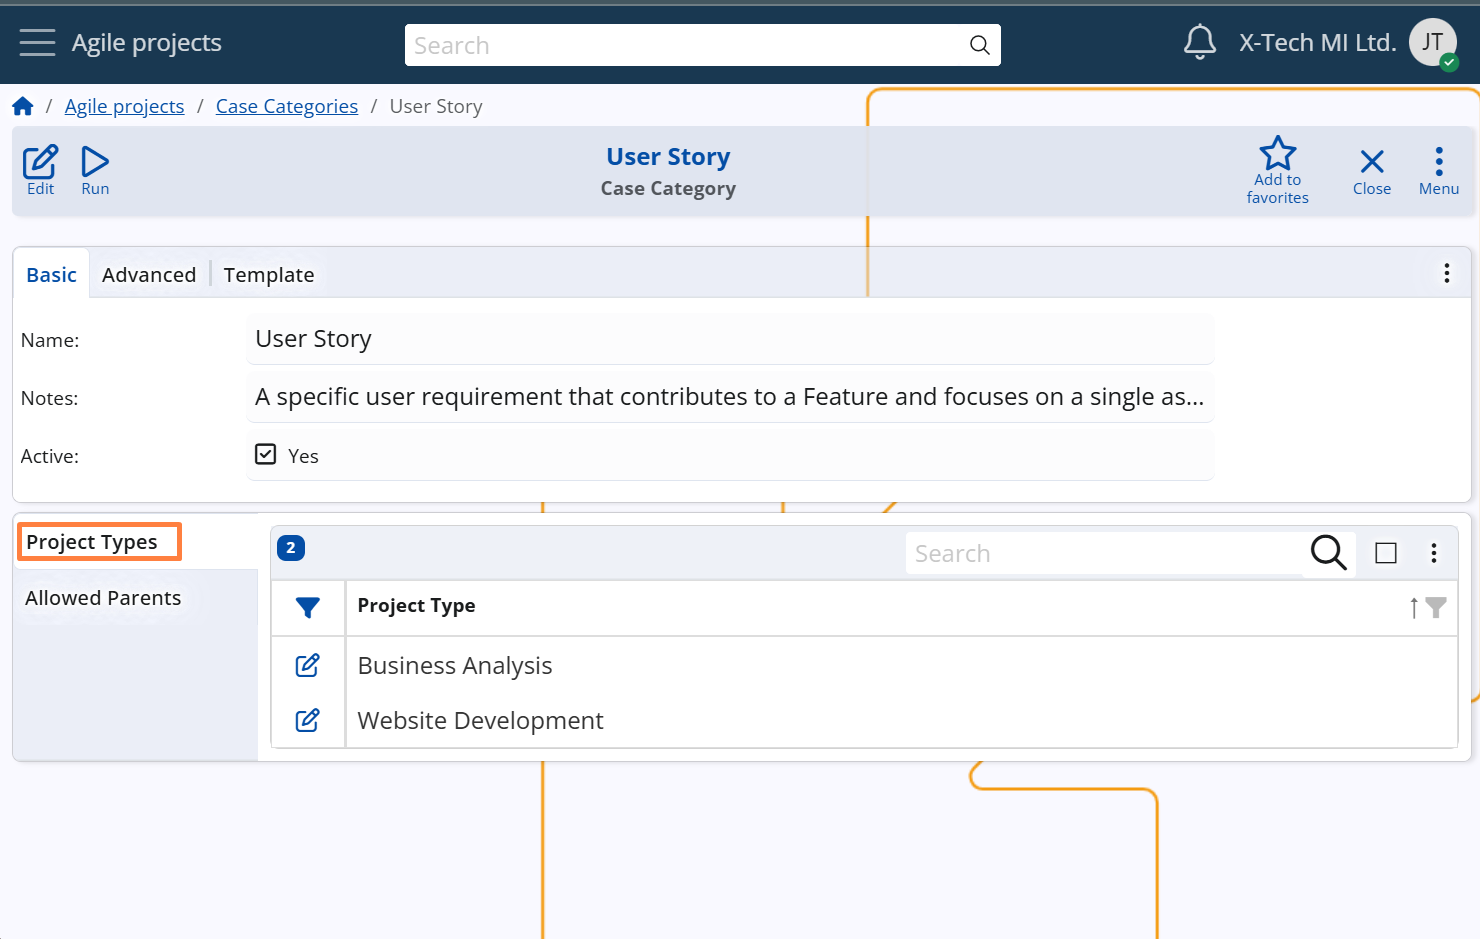 Agile projects
Search
X-Tech MI Ltd.
JT
/ Agile projects / Case Categories / User Story
Edit
Run
User Story
Case Category
Add to
favorites
Close
Menu
Basic
Advanced
Template
Name:
User Story
Notes:
A specific user requirement that contributes to a Feature and focuses on a single as...
Active:
Yes
Project Types
Allowed Parents
2
Search
Project Type
Business Analysis
Website Development